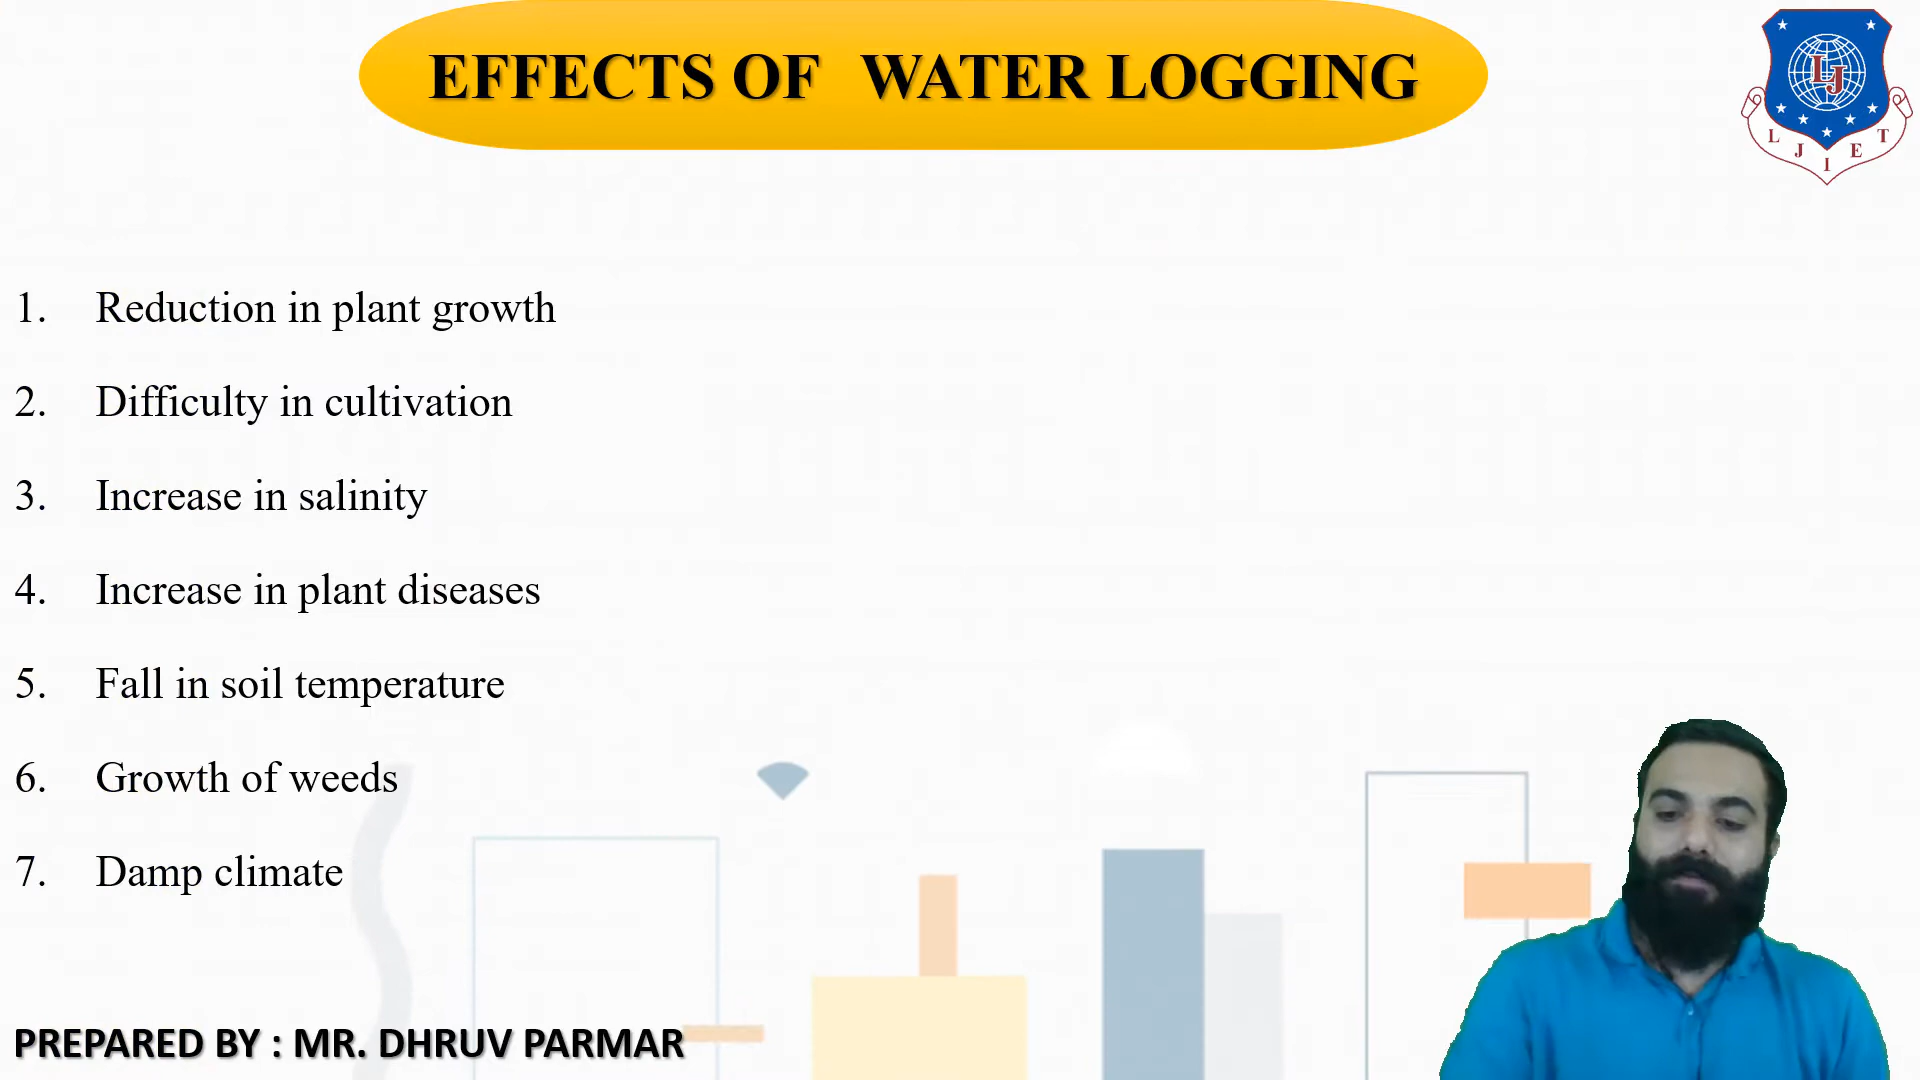 EFFECTS OF WATER LOGGING
LJ
L J I E T
1. Reduction in plant growth
2. Difficulty in cultivation
3. Increase in salinity
4. Increase in plant diseases
5. Fall in soil temperature
6. Growth of weeds
7. Damp climate
PREPARED BY : MR. DHRUV PARMAR